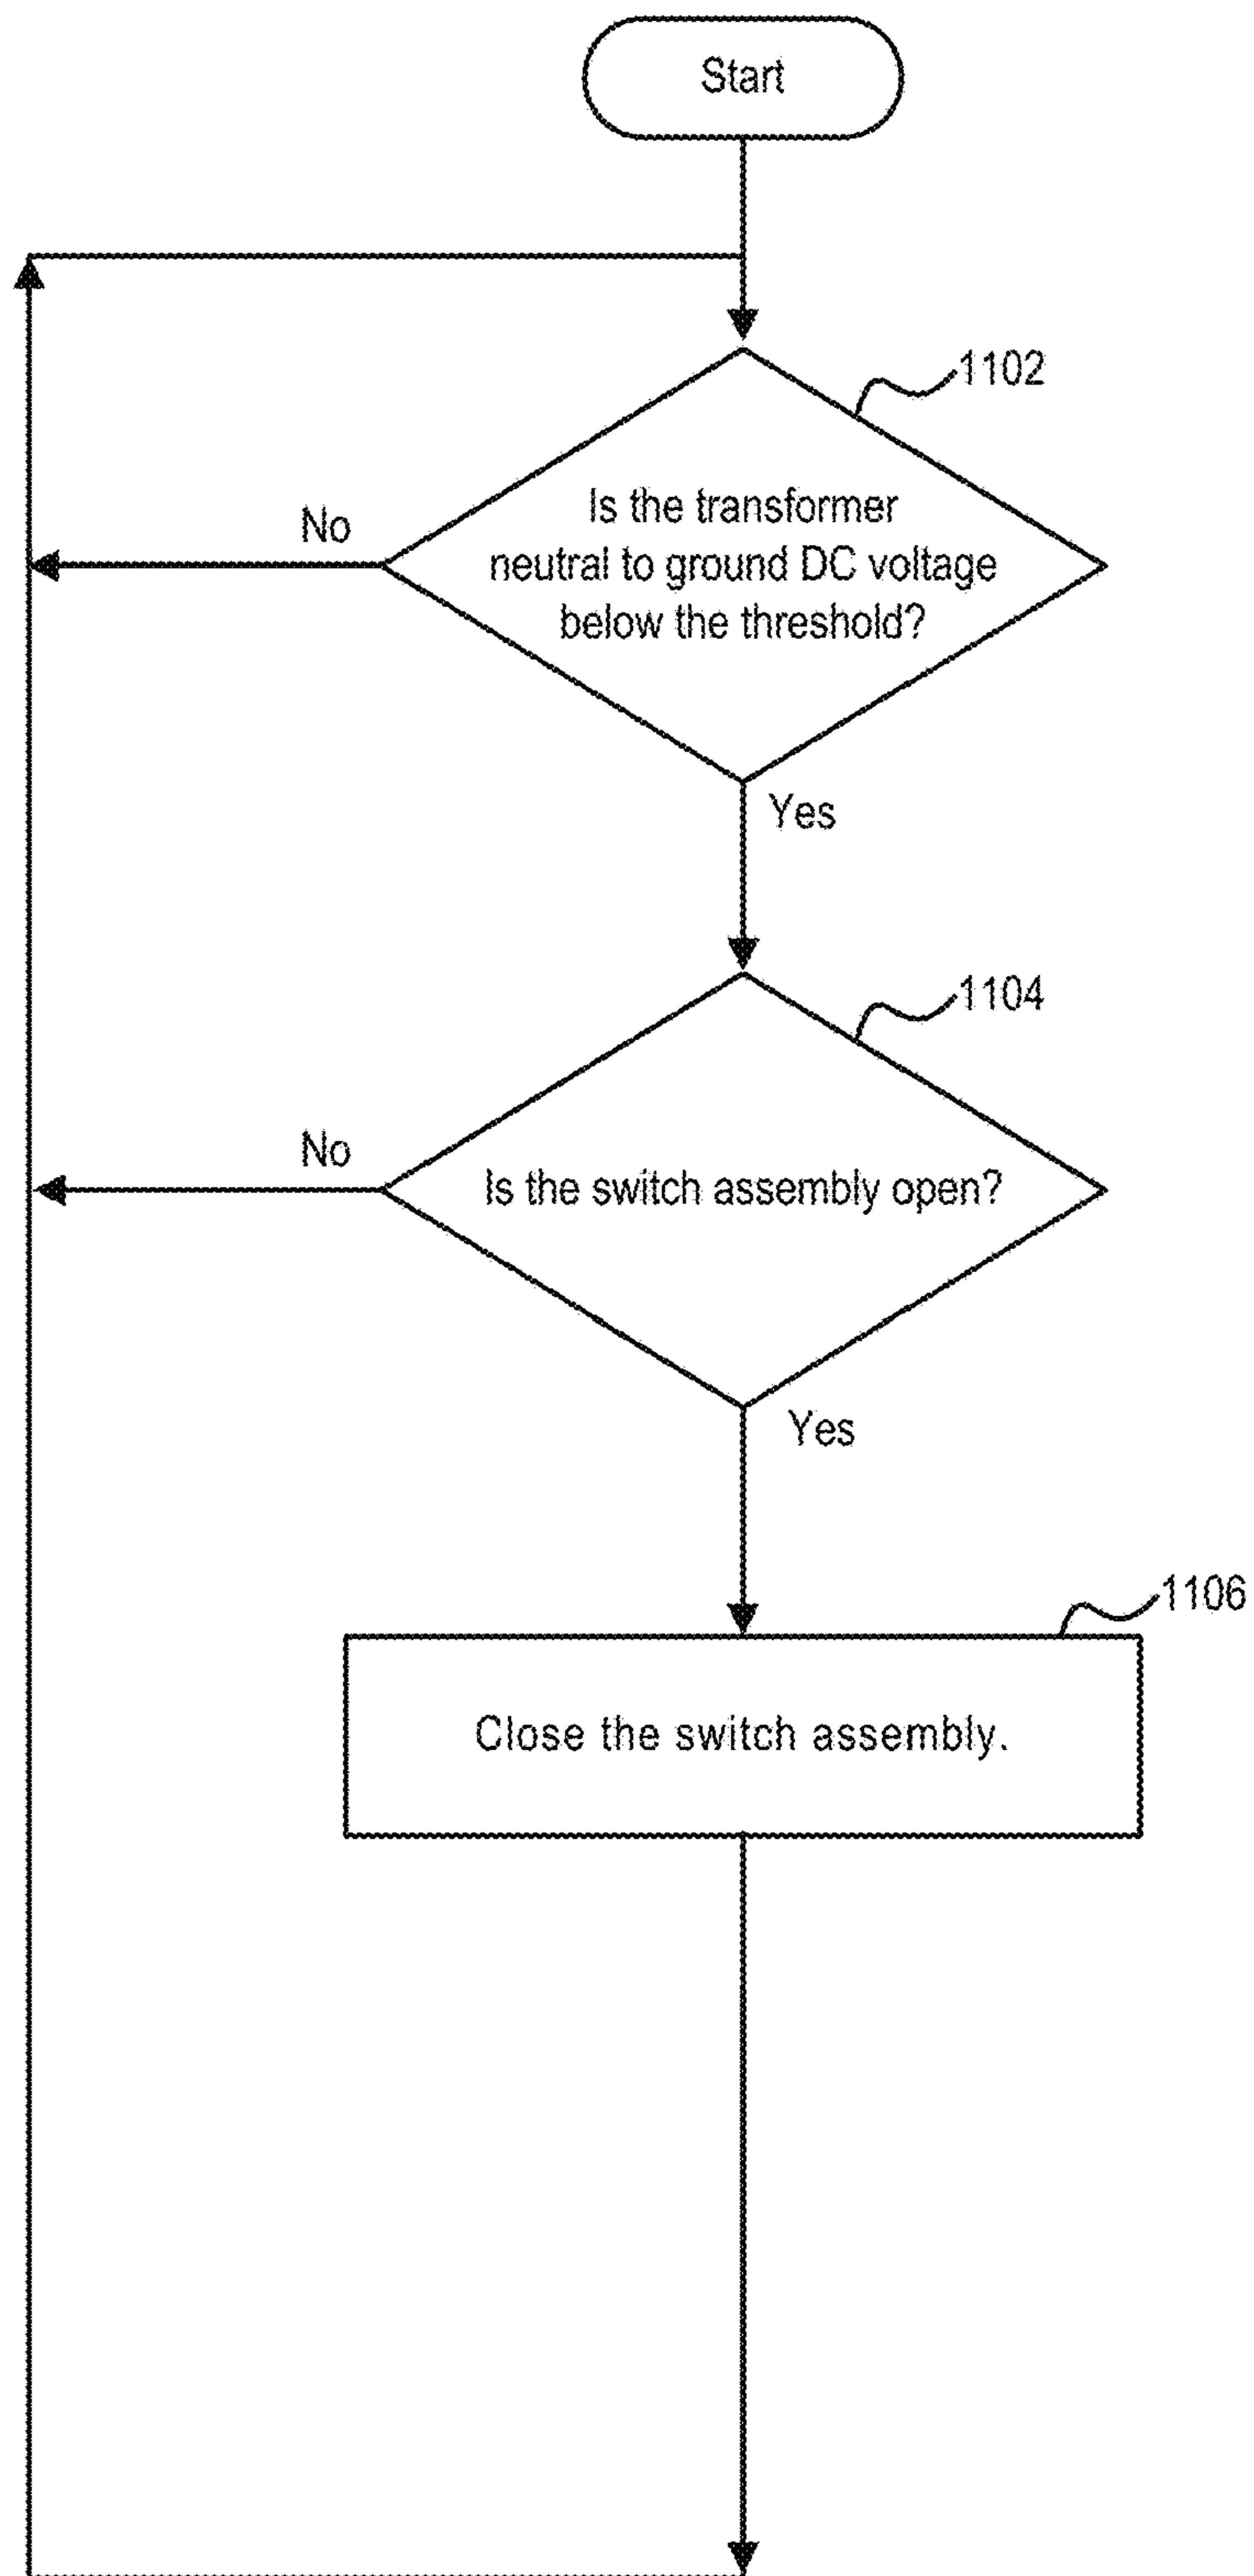 Start
1102
Is the transformer
No
neutral to ground DC voltage
below the threshold?
Yes
1104
No
Is the switch assembly open?
Yes
1106
Close the switch assembly.